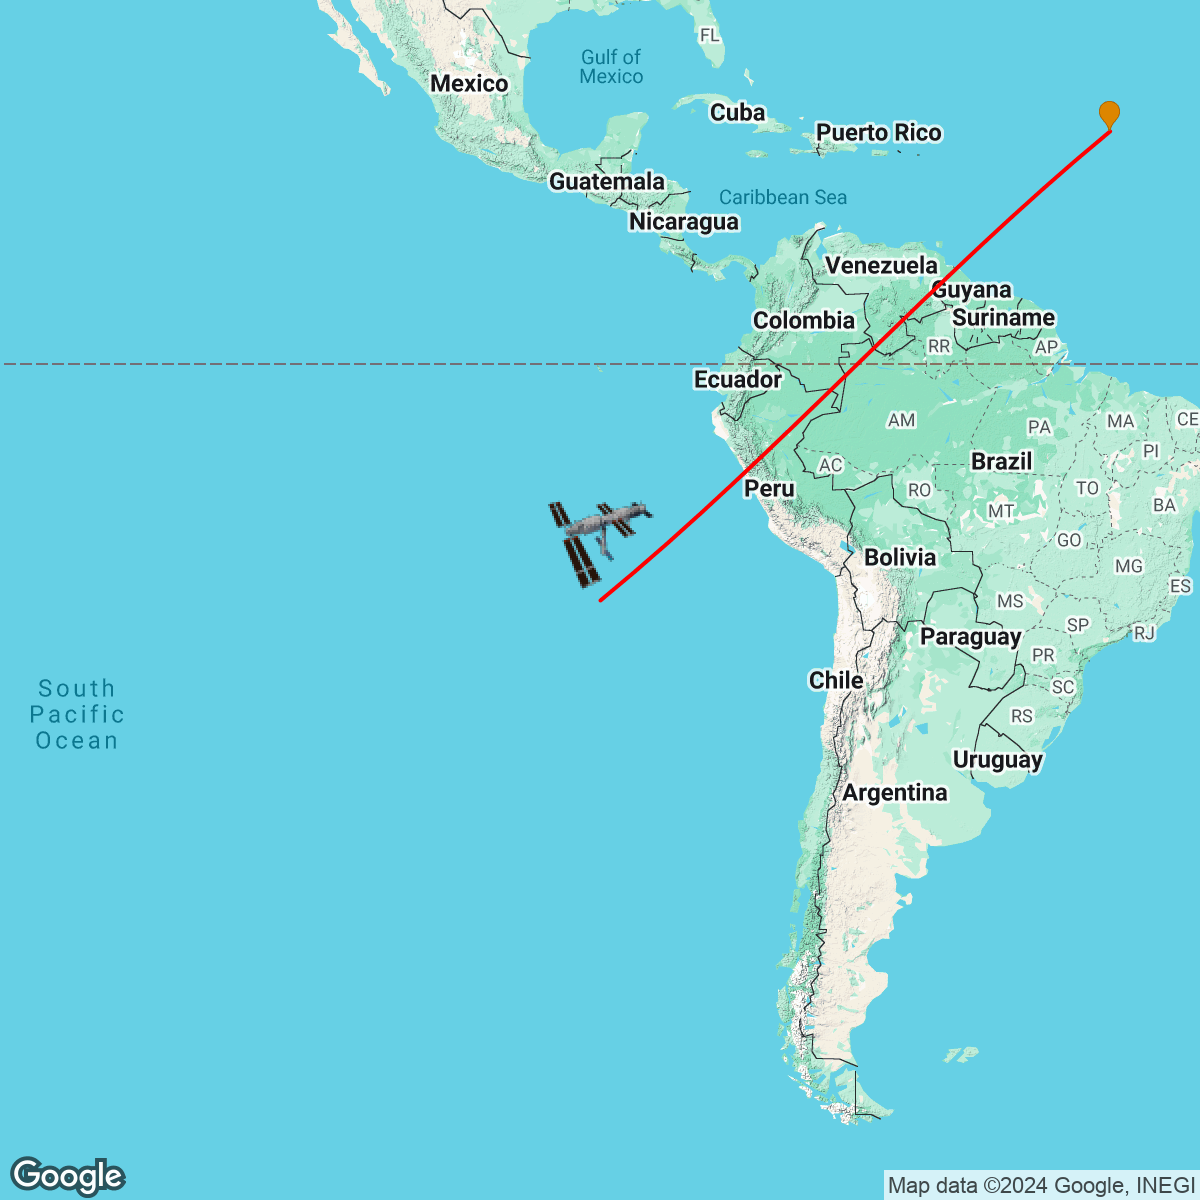 FL
Gulf of
Mexico
Mexico
Cuba
Puerto Rico
Guatemala
Caribbean Sea
Nicaragua
Venezuela
Guyana
Colombia
Suriname
RR
AP
Ecuador
AM
PA
MA
CE
PI
AC
Brazil
Peru
RO
TO
MT
BA
GO
Bolivia
MG
ES
MS
SP
Paraguay
RJ
PR
Chile
SC
South
Pacific
Ocean
RS
Uruguay
Argentina
Google
Map data ©2024 Google, INEGI